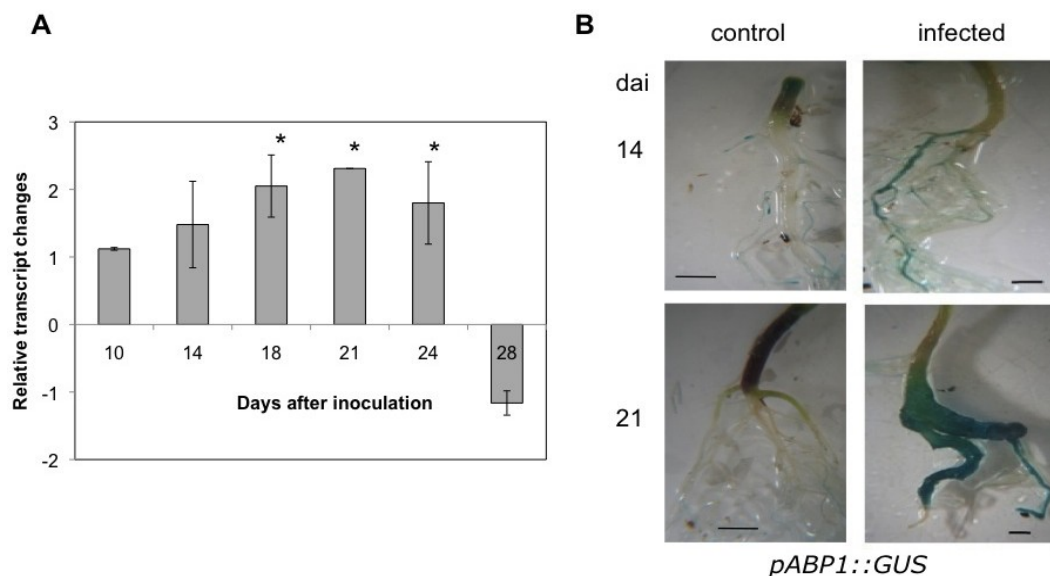 A
Relative transcript changes
3
2
1
0
-1
-2
* * *
10 14 18 21 24 28
Days after inoculation
B
control infected
dai
14
21
pABP1::GUS